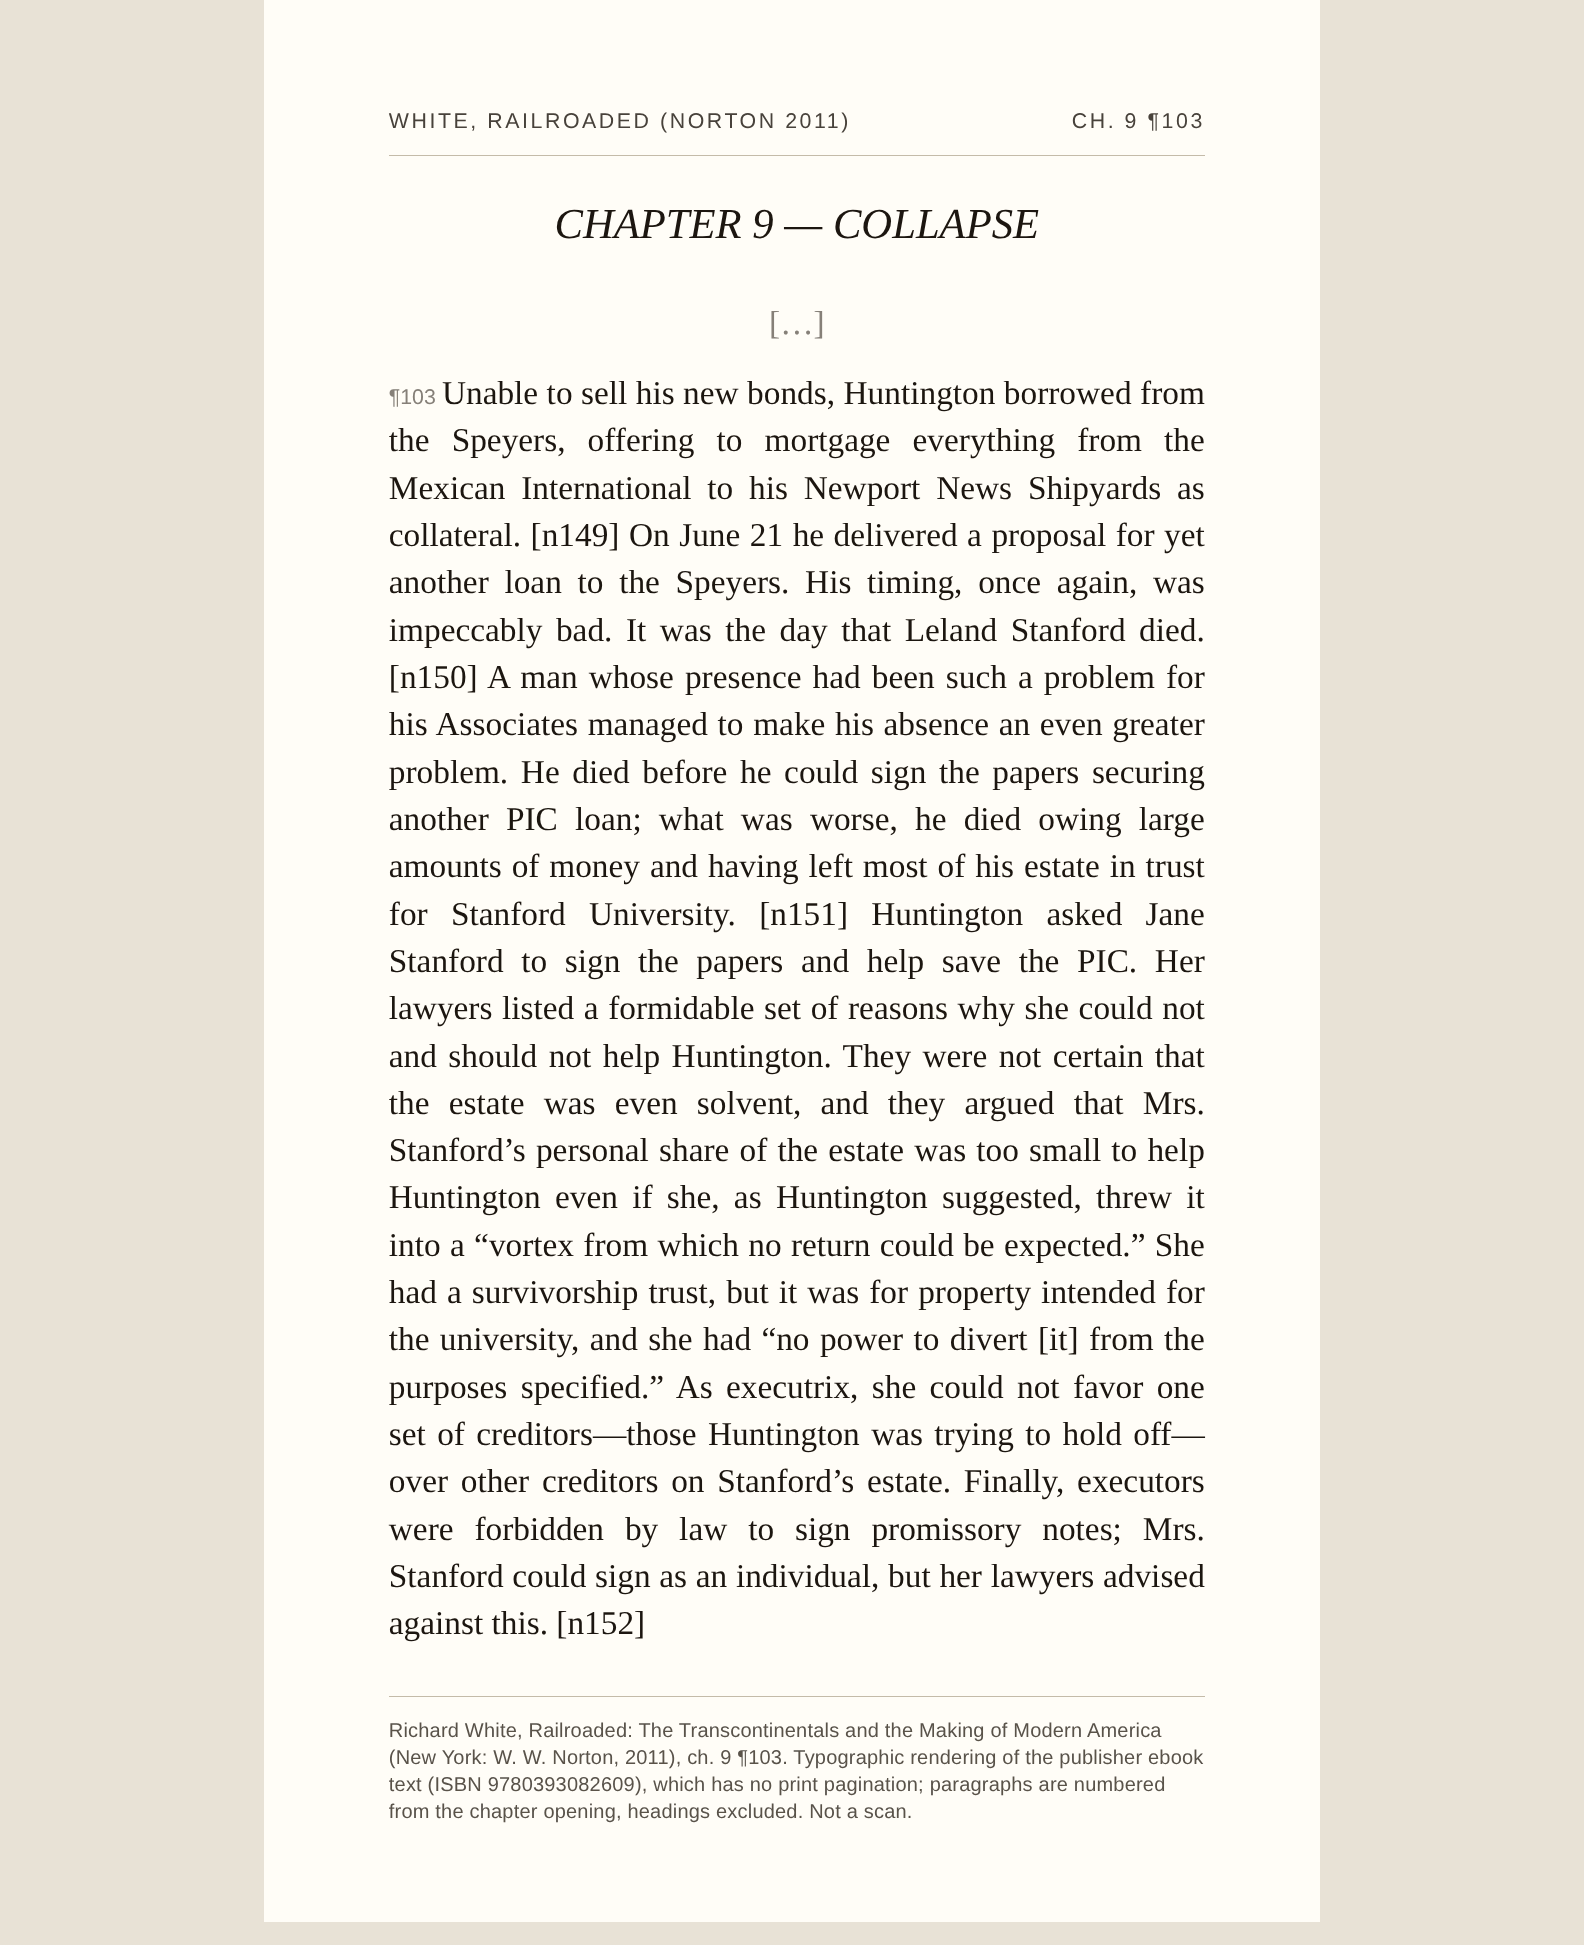 WHITE, RAILROADED (NORTON 2011)
CH. 9 ¶103
CHAPTER 9 — COLLAPSE
[…]
¶103 Unable to sell his new bonds, Huntington borrowed from
the Speyers, offering to mortgage everything from the
Mexican International to his Newport News Shipyards as
collateral. [n149] On June 21 he delivered a proposal for yet
another loan to the Speyers. His timing, once again, was
impeccably bad. It was the day that Leland Stanford died.
[n150] A man whose presence had been such a problem for
his Associates managed to make his absence an even greater
problem. He died before he could sign the papers securing
another PIC loan; what was worse, he died owing large
amounts of money and having left most of his estate in trust
for Stanford University. [n151] Huntington asked Jane
Stanford to sign the papers and help save the PIC. Her
lawyers listed a formidable set of reasons why she could not
and should not help Huntington. They were not certain that
the estate was even solvent, and they argued that Mrs.
Stanford’s personal share of the estate was too small to help
Huntington even if she, as Huntington suggested, threw it
into a “vortex from which no return could be expected.” She
had a survivorship trust, but it was for property intended for
the university, and she had “no power to divert [it] from the
purposes specified.” As executrix, she could not favor one
set of creditors—those Huntington was trying to hold off—
over other creditors on Stanford’s estate. Finally, executors
were forbidden by law to sign promissory notes; Mrs.
Stanford could sign as an individual, but her lawyers advised
against this. [n152]
Richard White, Railroaded: The Transcontinentals and the Making of Modern America
(New York: W. W. Norton, 2011), ch. 9 ¶103. Typographic rendering of the publisher ebook
text (ISBN 9780393082609), which has no print pagination; paragraphs are numbered
from the chapter opening, headings excluded. Not a scan.